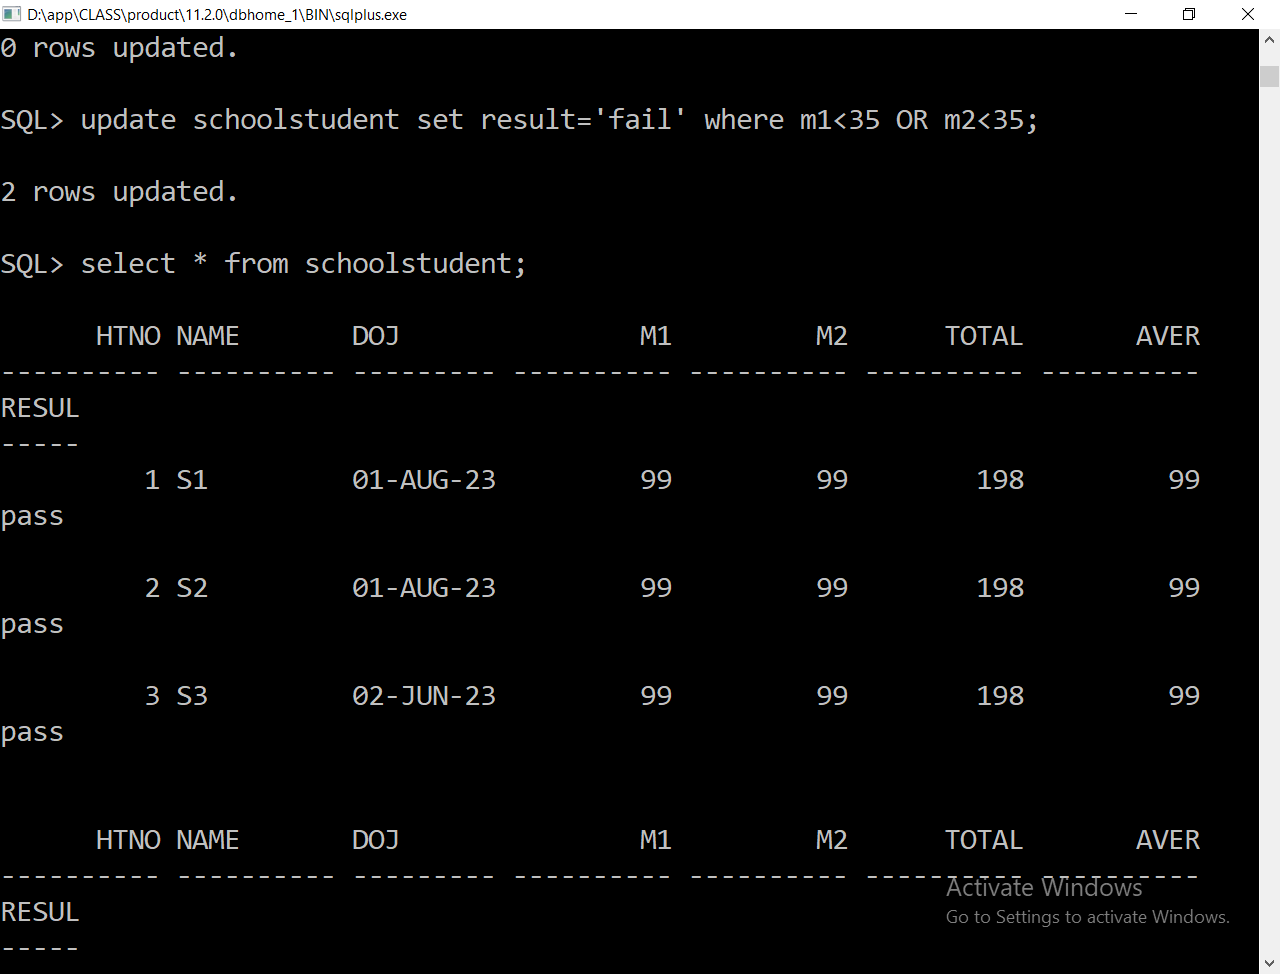 D:\app\CLASS\product\11.2.0\dbhome_1\BIN\sqlplus.exe
0 rows updated.
SQL> update schoolstudent set result='fail' where m1<35 OR m2<35;
2 rows updated.
SQL> select * from schoolstudent;
HTNO NAME DOJ M1 M2 TOTAL AVER
---------- ---------- --------- ---------- ---------- ---------- ----------
RESUL
-----
1 S1 01-AUG-23 99 99 198 99
pass
2 S2 01-AUG-23 99 99 198 99
pass
3 S3 02-JUN-23 99 99 198 99
pass
HTNO NAME DOJ M1 M2 TOTAL AVER
---------- ---------- --------- ---------- ---------- ---------- ----------
RESUL
-----
Activate Windows
Go to Settings to activate Windows.